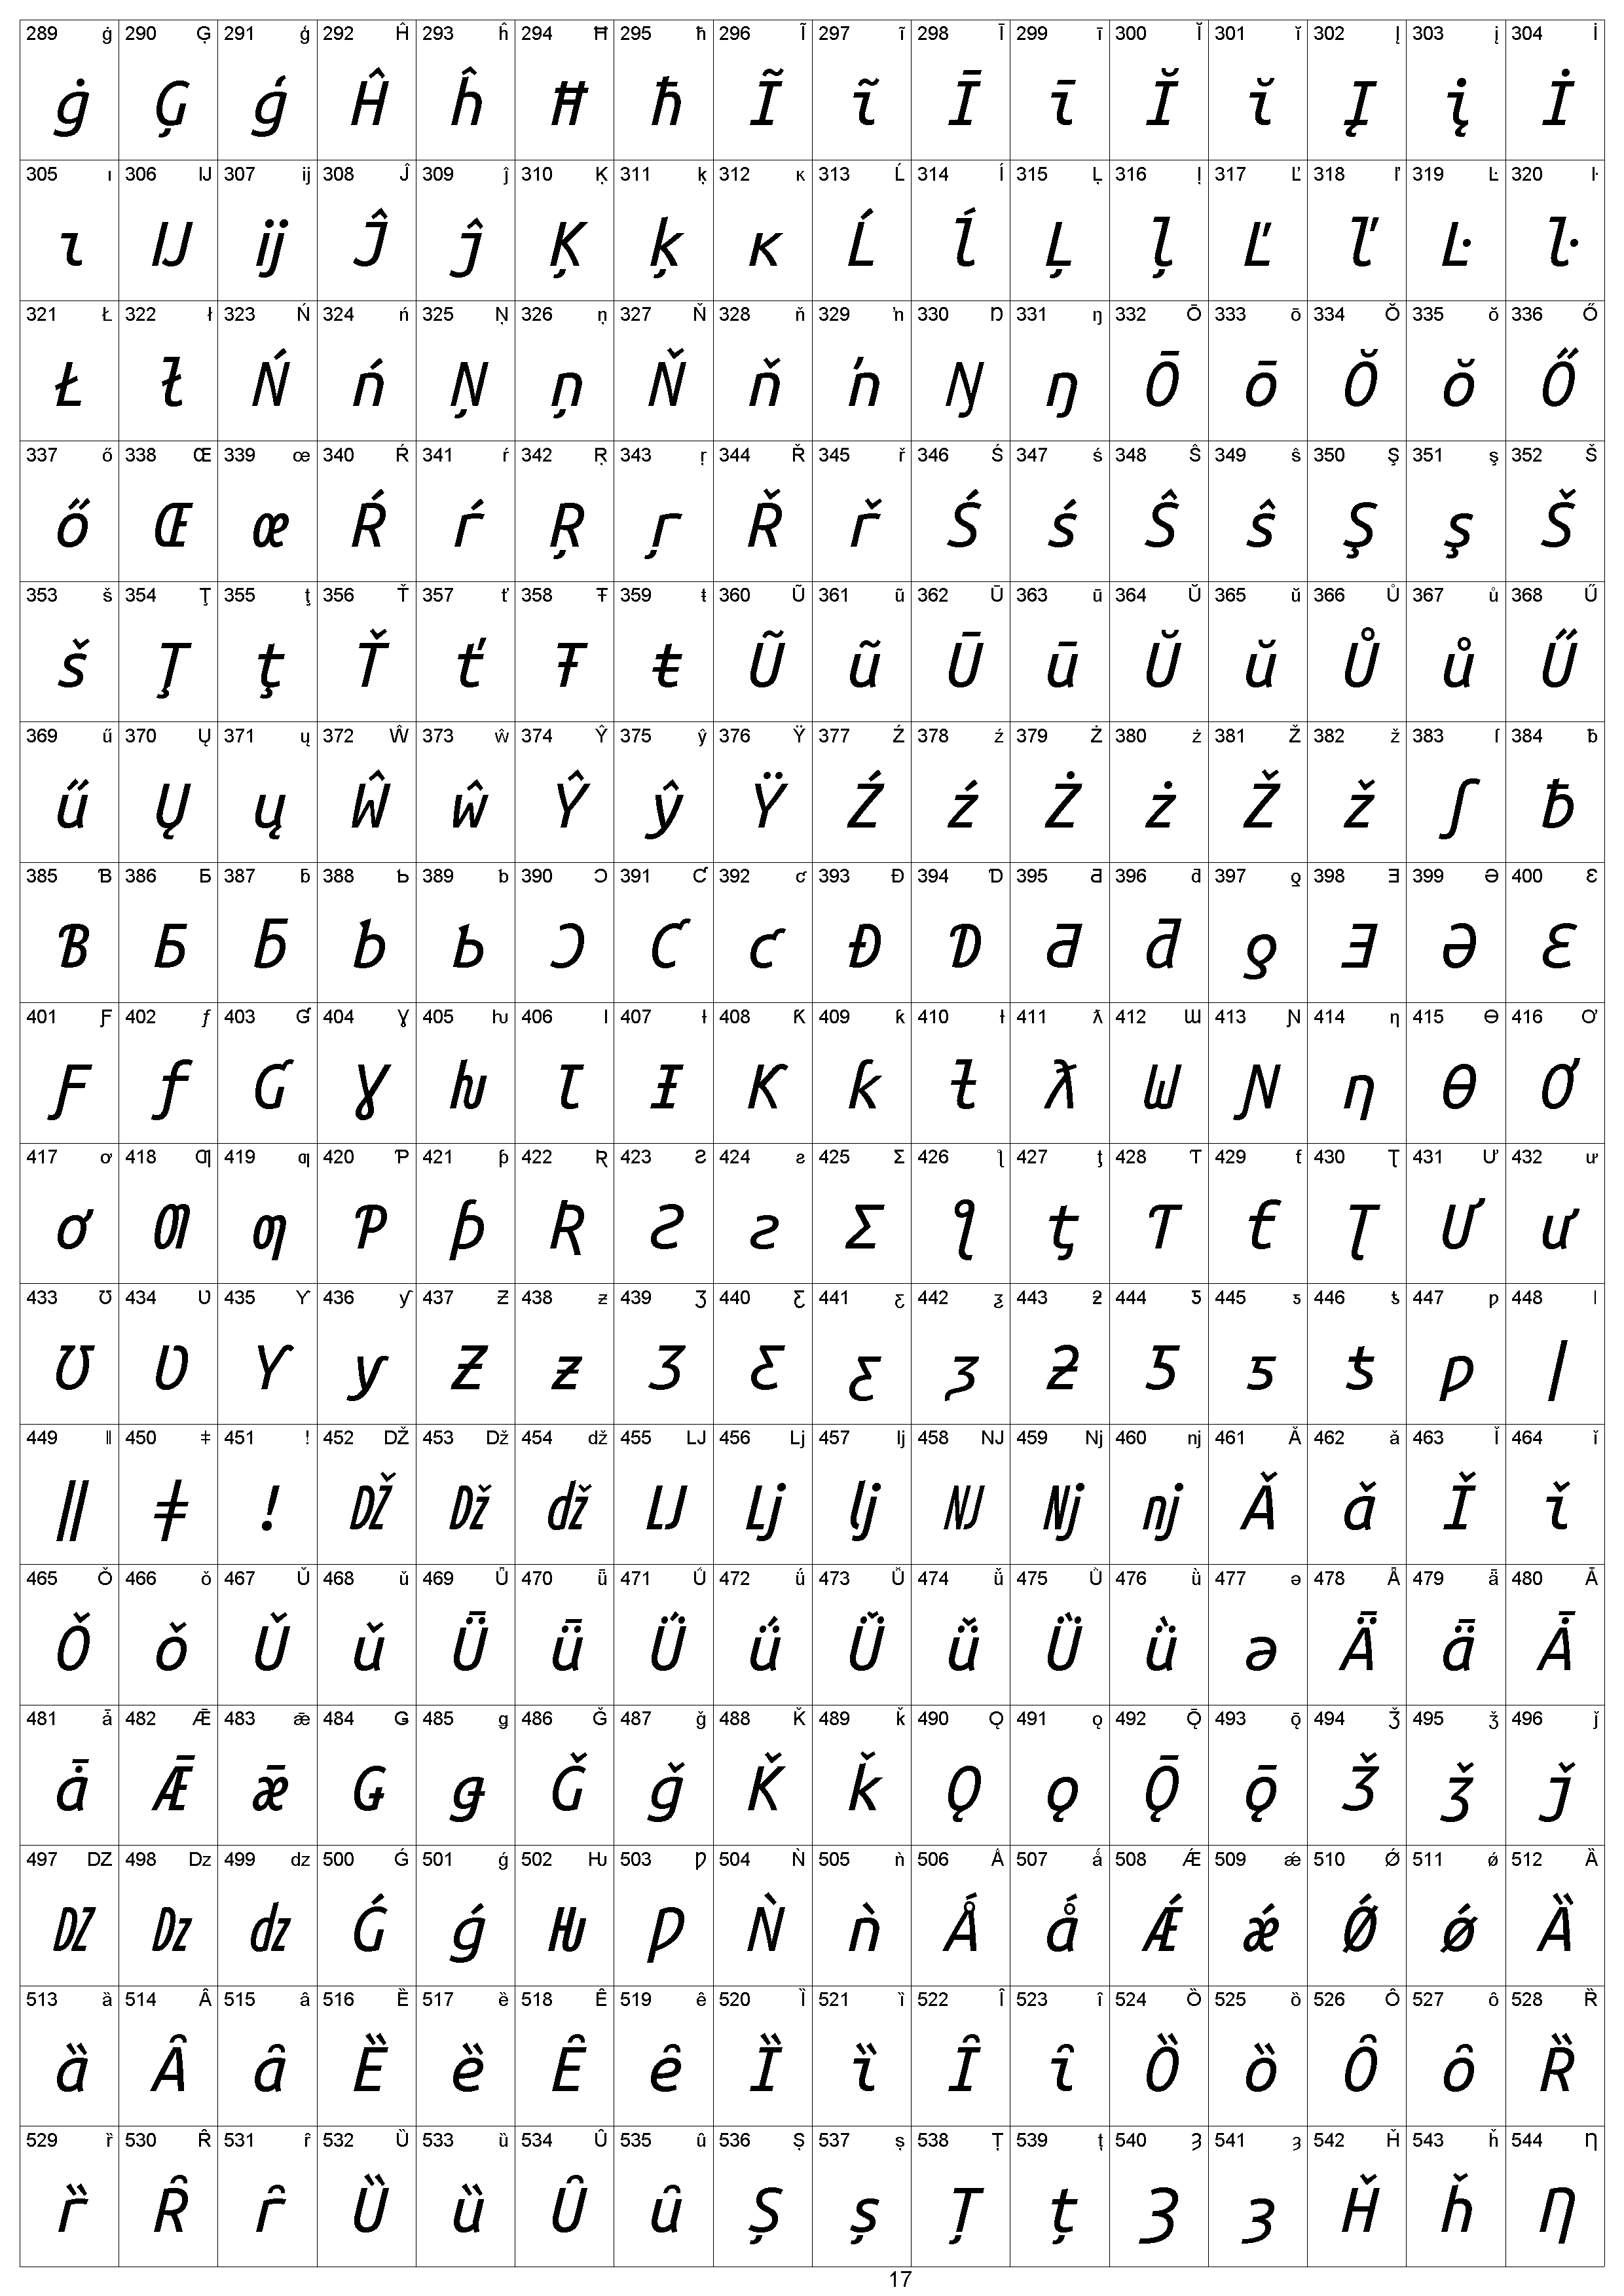 289 ġ 290 Ģ 291 ģ 292 Ĥ 293 ĥ 294 Ħ 295 ħ 296 Ĩ 297 ĩ 298 Ī 299 ī 300 Ĭ 301 ĭ 302 Į 303 į 304 İ
ġ Ģ ģ Ĥ ĥ Ħ ħ Ĩ ĩ Ī ī Ĭ ĭ Į į İ
305 ı 306 IJ 307 ij 308 Ĵ 309 ĵ 310 Ķ 311 ķ 312 ĸ 313 Ĺ 314 ĺ 315 Ļ 316 ļ 317 Ľ 318 ľ 319 Ŀ 320 ŀ
ı IJ ij Ĵ ĵ Ķ ķ ĸ Ĺ ĺ Ļ ļ Ľ ľ Ŀ ŀ
321 Ł 322 ł 323 Ń 324 ń 325 Ņ 326 ņ 327 Ň 328 ň 329 ŉ 330 Ŋ 331 ŋ 332 Ō 333 ō 334 Ŏ 335 ŏ 336 Ő
Ł ł Ń ń Ņ ņ Ň ň ŉ Ŋ ŋ Ō ō Ŏ ŏ Ő
337 ő 338 Œ 339 œ 340 Ŕ 341 ŕ 342 Ŗ 343 ŗ 344 Ř 345 ř 346 Ś 347 ś 348 Ŝ 349 ŝ 350 Ş 351 ş 352 Š
ő Œ œ Ŕ ŕ Ŗ ŗ Ř ř Ś ś Ŝ ŝ Ş ş Š
353 š 354 Ţ 355 ţ 356 Ť 357 ť 358 Ŧ 359 ŧ 360 Ũ 361 ũ 362 Ū 363 ū 364 Ŭ 365 ŭ 366 Ů 367 ů 368 Ű
š Ţ ţ Ť ť Ŧ ŧ Ũ ũ Ū ū Ŭ ŭ Ů ů Ű
369 ű 370 Ų 371 ų 372 Ŵ 373 ŵ 374 Ŷ 375 ŷ 376 Ÿ 377 Ź 378 ź 379 Ż 380 ż 381 Ž 382 ž 383 ſ 384 ƀ
ű Ų ų Ŵ ŵ Ŷ ŷ Ÿ Ź ź Ż ż Ž ž ſ ƀ
385 Ɓ 386 Ƃ 387 ƃ 388 Ƅ 389 ƅ 390 Ɔ 391 Ƈ 392 ƈ 393 Ɖ 394 Ɗ 395 Ƌ 396 ƌ 397 ƍ 398 Ǝ 399 Ə 400 Ɛ
Ɓ Ƃ ƃ Ƅ ƅ Ɔ Ƈ ƈ Ɖ Ɗ Ƌ ƌ ƍ Ǝ Ə Ɛ
401 Ƒ 402 ƒ 403 Ɠ 404 Ɣ 405 ƕ 406 Ɩ 407 Ɨ 408 Ƙ 409 ƙ 410 ƚ 411 ƛ 412 Ɯ 413 Ɲ 414 ƞ 415 Ɵ 416 Ơ
Ƒ ƒ Ɠ Ɣ ƕ Ɩ Ɨ Ƙ ƙ ƚ ƛ Ɯ Ɲ ƞ Ɵ Ơ
417 ơ 418 Ƣ 419 ƣ 420 Ƥ 421 ƥ 422 Ʀ 423 Ƨ 424 ƨ 425 Ʃ 426 ƪ 427 ƫ 428 Ƭ 429 ƭ 430 Ʈ 431 Ư 432 ư
ơ Ƣ ƣ Ƥ ƥ Ʀ Ƨ ƨ Ʃ ƪ ƫ Ƭ ƭ Ʈ Ư ư
433 Ʊ 434 Ʋ 435 Ƴ 436 ƴ 437 Ƶ 438 ƶ 439 Ʒ 440 Ƹ 441 ƹ 442 ƺ 443 ƻ 444 Ƽ 445 ƽ 446 ƾ 447 ƿ 448 ǀ
Ʊ Ʋ Ƴ ƴ Ƶ ƶ Ʒ Ƹ ƹ ƺ ƻ Ƽ ƽ ƾ ƿ ǀ
449 ǁ 450 ǂ 451 ǃ 452 DŽ 453 Dž 454 dž 455 LJ 456 Lj 457 lj 458 NJ 459 Nj 460 nj 461 Ǎ 462 ǎ 463 Ǐ 464 ǐ
ǁ ǂ ǃ DŽ Dž dž LJ Lj lj NJ Nj nj Ǎ ǎ Ǐ ǐ
465 Ǒ 466 ǒ 467 Ǔ 468 ǔ 469 Ǖ 470 ǖ 471 Ǘ 472 ǘ 473 Ǚ 474 ǚ 475 Ǜ 476 ǜ 477 ǝ 478 Ǟ 479 ǟ 480 Ǡ
Ǒ ǒ Ǔ ǔ Ǖ ǖ Ǘ ǘ Ǚ ǚ Ǜ ǜ ǝ Ǟ ǟ Ǡ
481 ǡ 482 Ǣ 483 ǣ 484 Ǥ 485 ǥ 486 Ǧ 487 ǧ 488 Ǩ 489 ǩ 490 Ǫ 491 ǫ 492 Ǭ 493 ǭ 494 Ǯ 495 ǯ 496 ǰ
ǡ Ǣ ǣ Ǥ ǥ Ǧ ǧ Ǩ ǩ Ǫ ǫ Ǭ ǭ Ǯ ǯ ǰ
497 DZ 498 Dz 499 dz 500 Ǵ 501 ǵ 502 Ƕ 503 Ƿ 504 Ǹ 505 ǹ 506 Ǻ 507 ǻ 508 Ǽ 509 ǽ 510 Ǿ 511 ǿ 512 Ȁ
DZ Dz dz Ǵ ǵ Ƕ Ƿ Ǹ ǹ Ǻ ǻ Ǽ ǽ Ǿ ǿ Ȁ
513 ȁ 514 Ȃ 515 ȃ 516 Ȅ 517 ȅ 518 Ȇ 519 ȇ 520 Ȉ 521 ȉ 522 Ȋ 523 ȋ 524 Ȍ 525 ȍ 526 Ȏ 527 ȏ 528 Ȑ
ȁ Ȃ ȃ Ȅ ȅ Ȇ ȇ Ȉ ȉ Ȋ ȋ Ȍ ȍ Ȏ ȏ Ȑ
529 ȑ 530 Ȓ 531 ȓ 532 Ȕ 533 ȕ 534 Ȗ 535 ȗ 536 Ș 537 ș 538 Ț 539 ț 540 Ȝ 541 ȝ 542 Ȟ 543 ȟ 544 Ƞ
ȑ Ȓ ȓ Ȕ ȕ Ȗ ȗ Ș ș Ț ț Ȝ ȝ Ȟ ȟ Ƞ
17